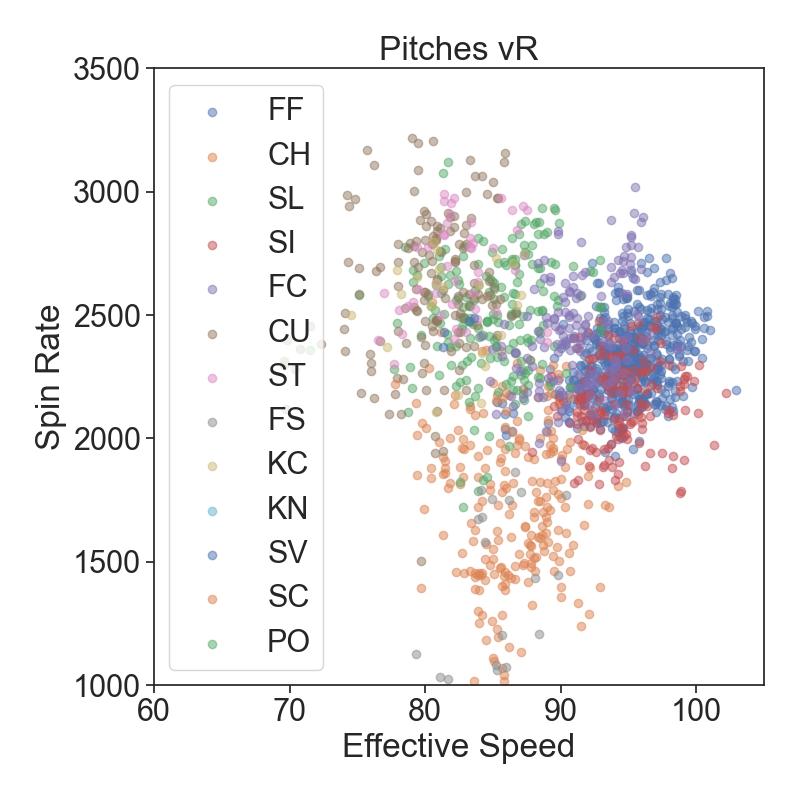 Pitches vR
3500
3000
2500
2000
1500
1000
Spin Rate
FF
CH
SL
SI
FC
CU
ST
FS
KC
KN
SV
SC
PO
60 70 80 90 100
Effective Speed